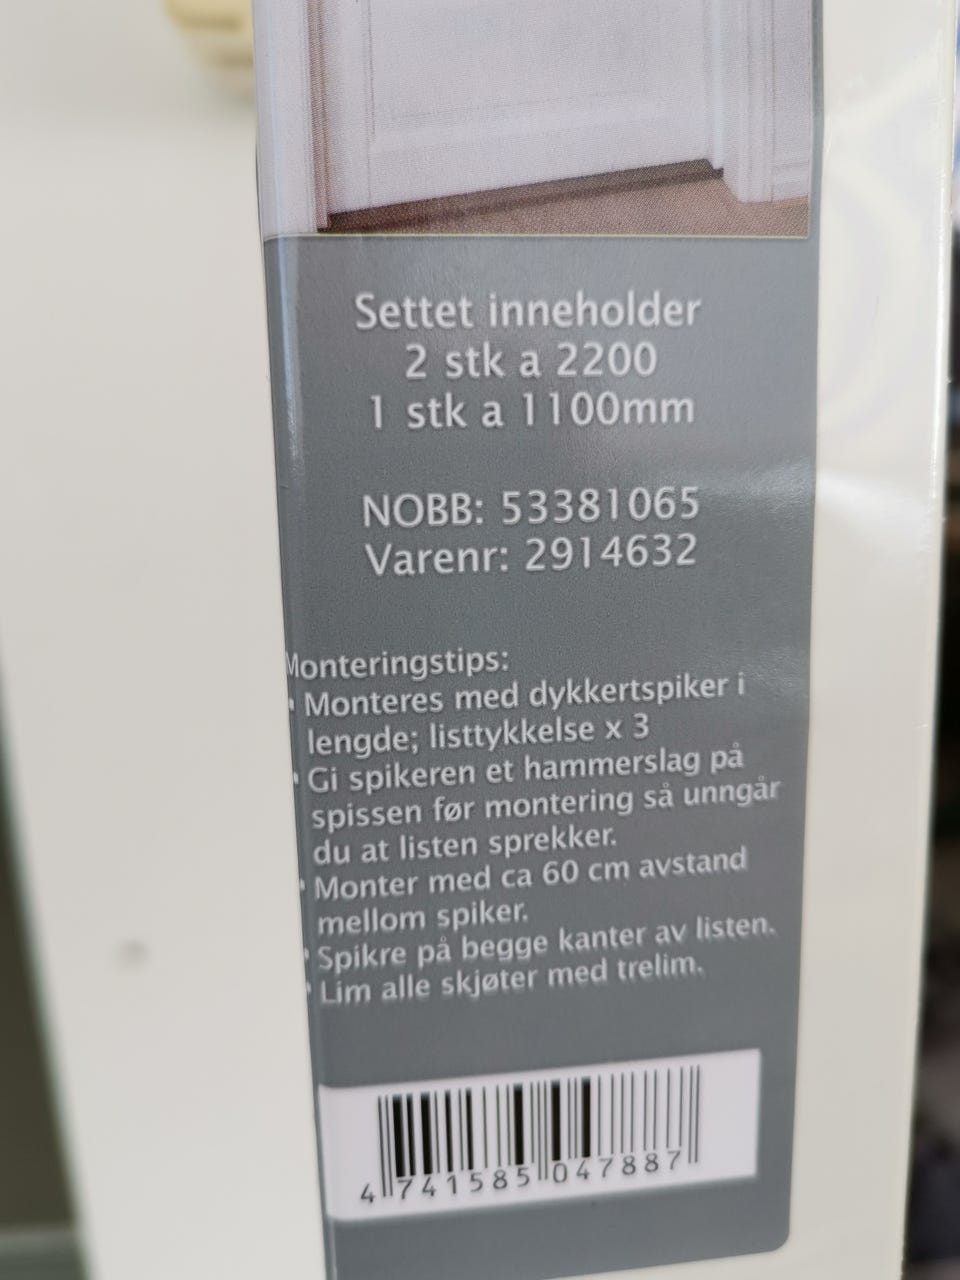 Settet inneholder
2 stk a 2200
1 stk a 1100mm
NOBB: 53381065
Varenr: 2914632
Monteringstips:
• Monteres med dykkertspiker i
lengde; listtykkelse x 3
• Gi spikeren et hammerslag på
spissen før montering så unngår
du at listen sprekker.
• Monter med ca 60 cm avstand
mellom spiker.
• Spikre på begge kanter av listen.
• Lim alle skjøter med trelim.
4 741585 047887